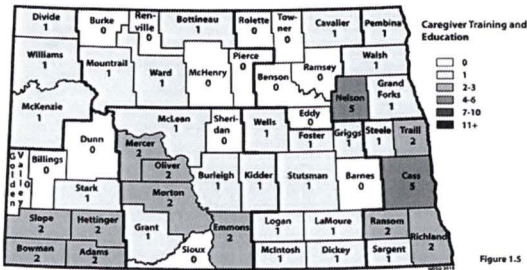 Caregiver Training and
Education
0
1
2-3
4-6
7-10
11+
Divide
1
Burke
0
Ren-
ville
0
Bottineau
1
Rolette
0
Tow-
ner
0
Cavalier
1
Pembina
1
Williams
1
Mountrail
1
Ward
1
McHenry
0
Pierce
0
Benson
0
Ramsey
0
Walsh
1
McKenzie
1
Nelson
5
Grand
Forks
1
Dunn
0
McLean
1
Sheri-
dan
0
Wells
1
Eddy
0
Foster
1
Griggs
1
Steele
1
Traill
2
Golden
Valley
0
Billings
0
Mercer
2
Oliver
2
Stark
1
Morton
2
Burleigh
1
Kidder
1
Stutsman
1
Barnes
0
Cass
5
Slope
2
Hettinger
2
Grant
1
Emmons
2
Logan
1
LaMoure
1
Ransom
2
Richland
2
Bowman
2
Adams
2
Sioux
0
McIntosh
1
Dickey
1
Sargent
1
Figure 1.5